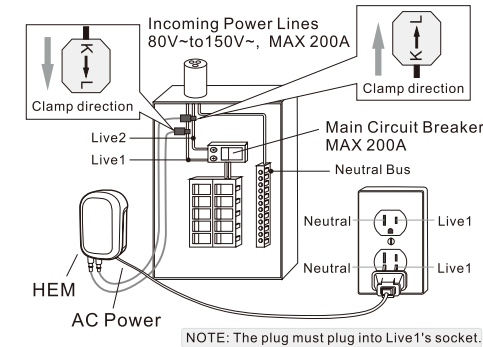 Incoming Power Lines
80V~to150V~, MAX 200A
K
L
Clamp direction
L
K
Clamp direction
Live2
Live1
Main Circuit Breaker
MAX 200A
Neutral Bus
Neutral
Live1
Neutral
Live1
HEM
AC Power
NOTE: The plug must plug into Live1's socket.